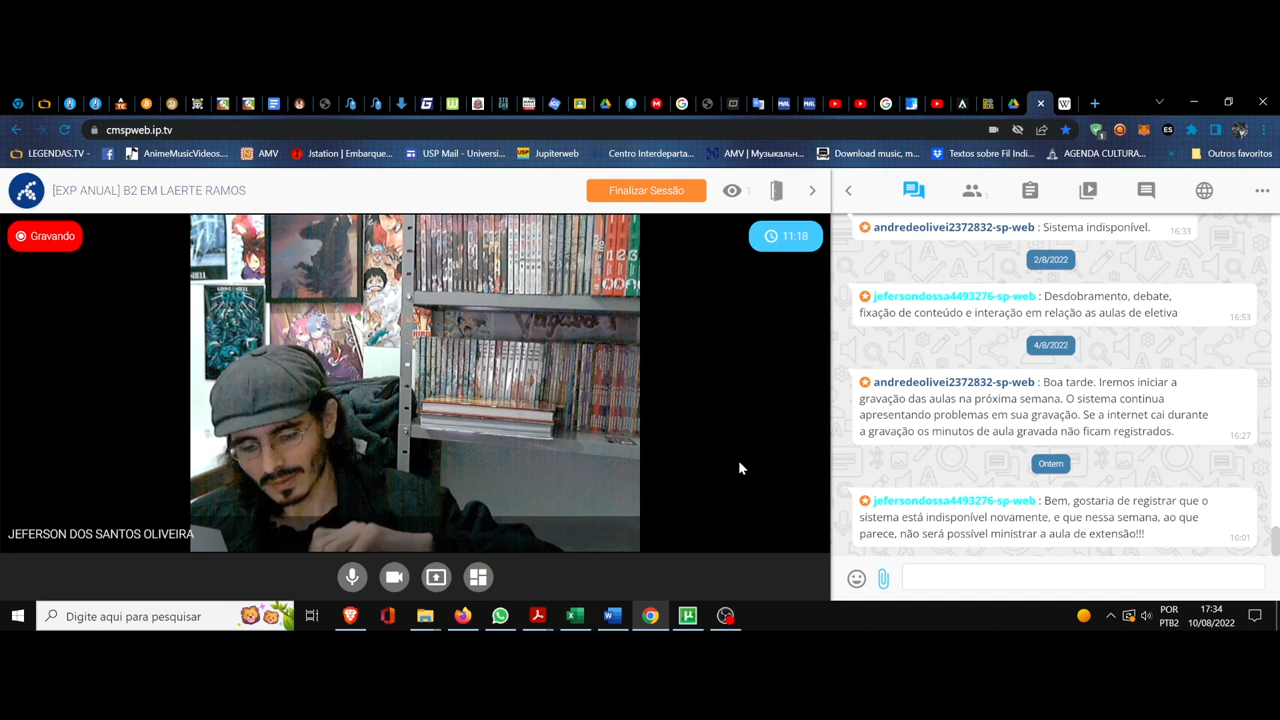 cmspweb.ip.tv
LEGENDAS.TV -
AnimeMusicVideos....
AMV
Jstation | Embarque...
USP Mail - Universi...
Jupiterweb
Centro Interdeparta...
AMV | Музыкальн...
Download music, m...
Textos sobre Fil Indi...
AGENDA CULTURA...
»
Outros favoritos
[EXP ANUAL] B2 EM LAERTE RAMOS
Finalizar Sessão
1
1
Gravando
11:18
JEFERSON DOS SANTOS OLIVEIRA
andredeolivei2372832-sp-web : Sistema indisponível.
16:33
2/8/2022
jefersondossa4493276-sp-web : Desdobramento, debate,
fixação de conteúdo e interação em relação as aulas de eletiva
16:53
4/8/2022
andredeolivei2372832-sp-web : Boa tarde. Iremos iniciar a
gravação das aulas na próxima semana. O sistema continua
apresentando problemas em sua gravação. Se a internet cai durante
a gravação os minutos de aula gravada não ficam registrados.
16:27
Ontem
jefersondossa4493276-sp-web : Bem, gostaria de registrar que o
sistema está indisponível novamente, e que nessa semana, ao que
parece, não será possível ministrar a aula de extensão!!!
16:01
Digite aqui para pesquisar
POR
PTB2
17:34
10/08/2022